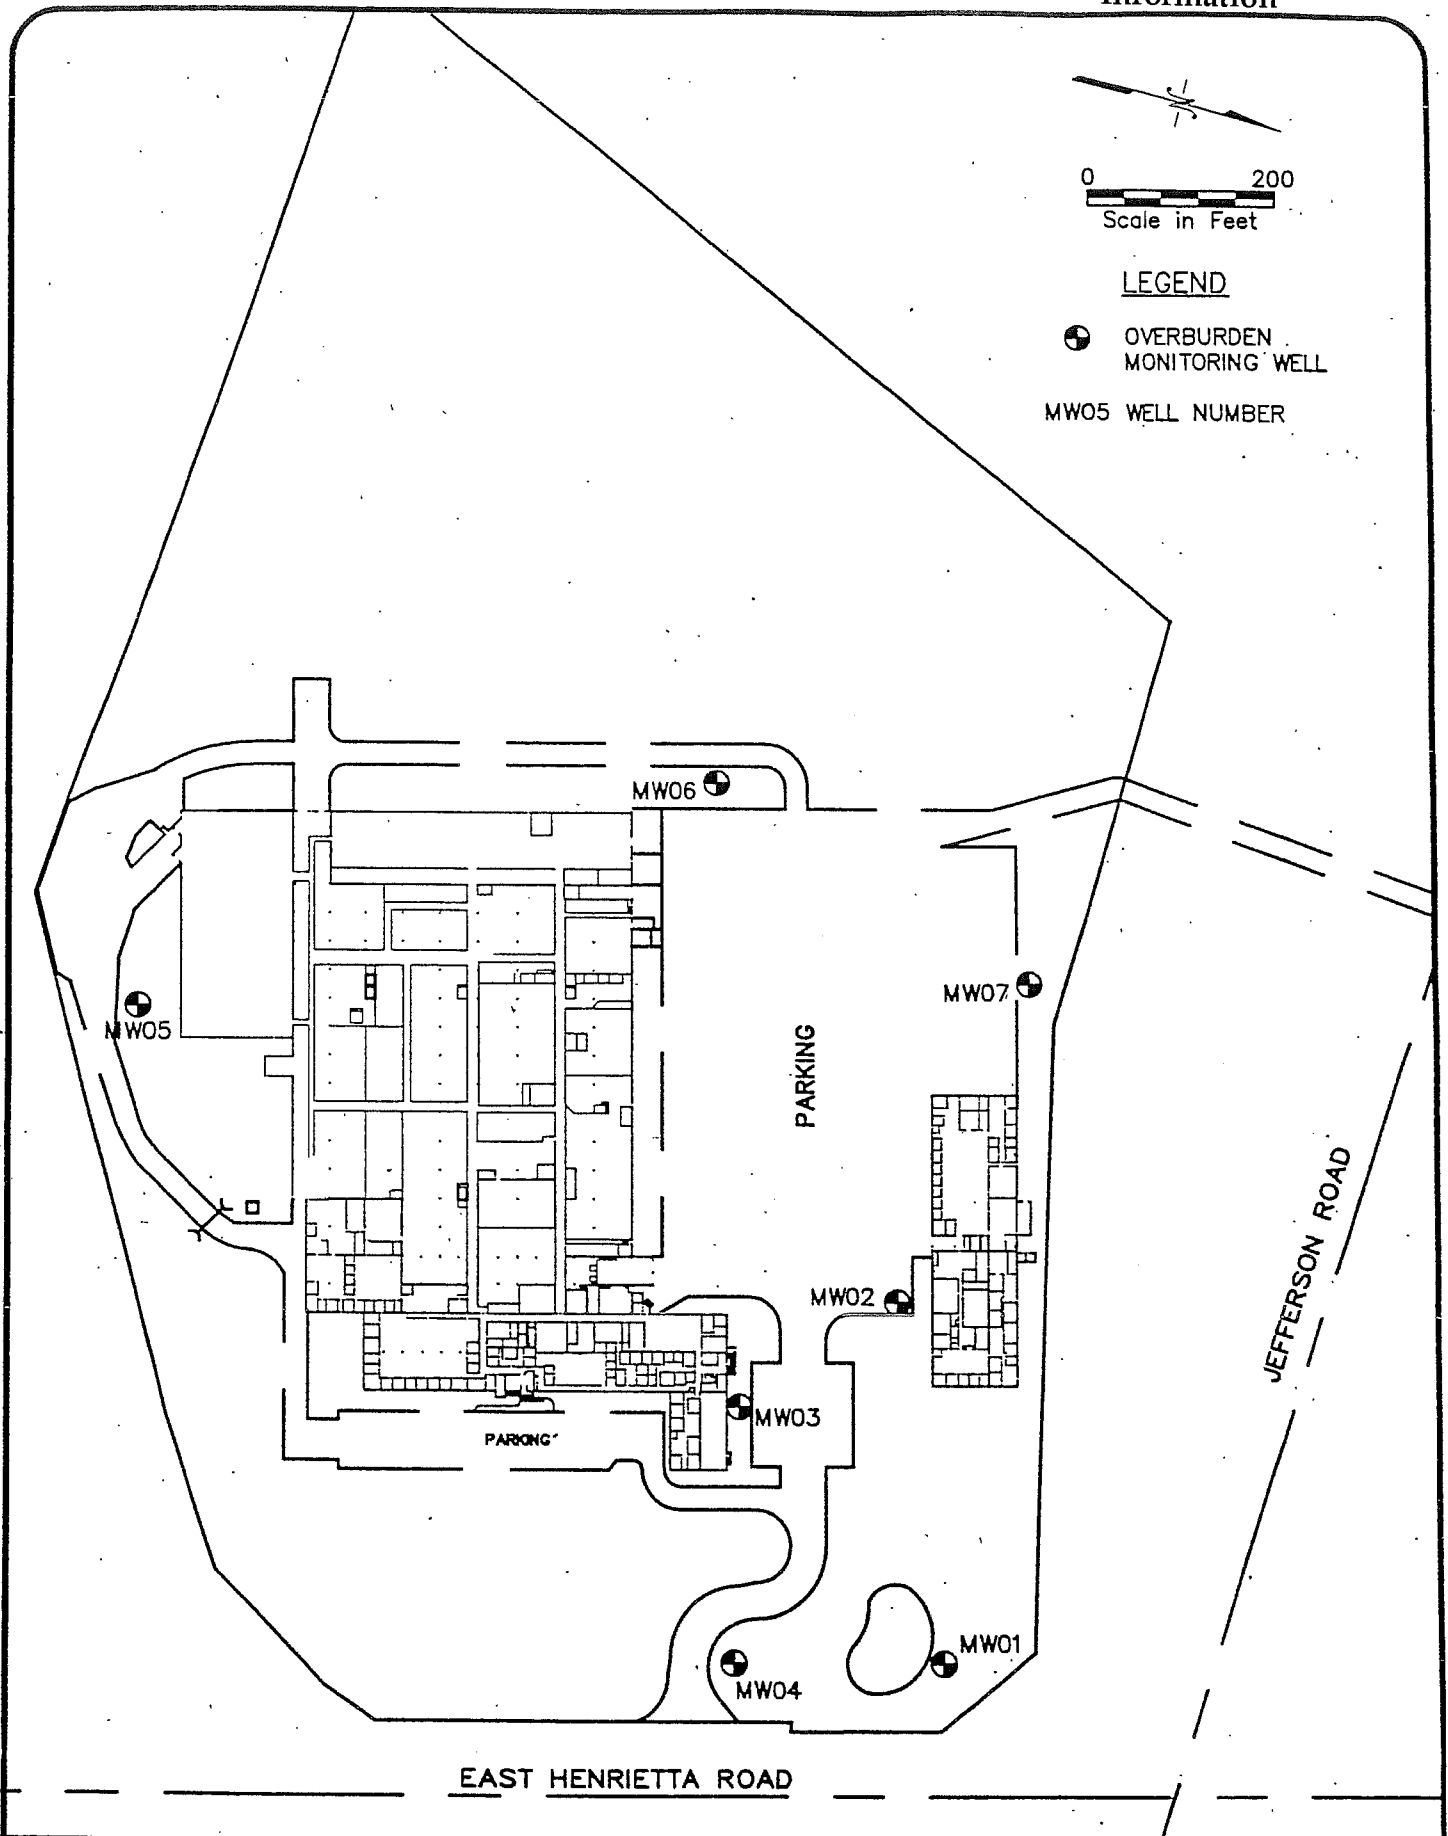 Information
N
0 200
Scale in Feet
LEGEND
OVERBURDEN
MONITORING WELL
MW05 WELL NUMBER
MW06
MW07
MW05
PARKING
JEFFERSON ROAD
MW02
MW03
PARKING
MW01
MW04
EAST HENRIETTA ROAD